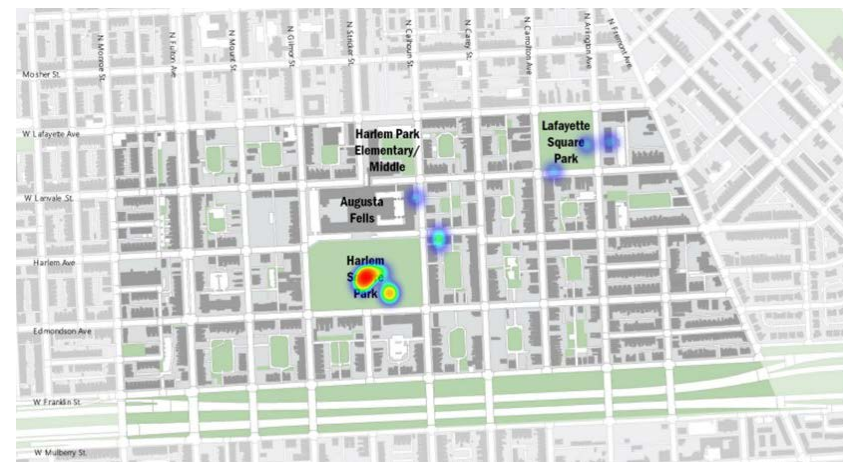 N Monroe St.
N Fulton Ave
N Mount St.
N Gilmor St.
N Stricker St.
N Calhoun St.
N Carey St.
N Carrolton Ave
N Arlington Ave
N Fremont Ave
Mosher St.
W Lafayette Ave
Harlem Park
Elementary/
Middle
Lafayette
Square
Park
W Lanvale .St.
Augusta
Fells
Harlem Ave
Harlem
Park
Edmondson Ave
W Franklin St.
W Mulberry St.